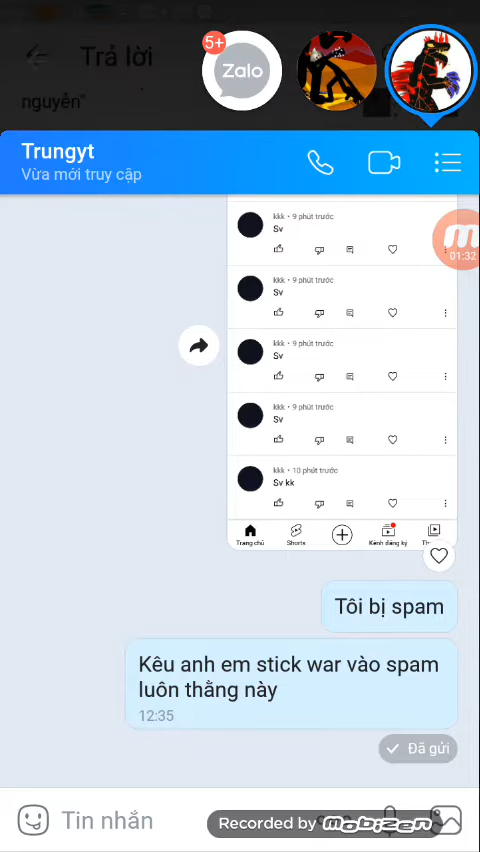 Trả lời
nguyễn"
5+
Zalo
Trungyt
Vừa mới truy cập
kkk • 9 phút trước
Sv
01:32
kkk • 9 phút trước
Sv
kkk • 9 phút trước
Sv
kkk • 9 phút trước
Sv
kkk • 10 phút trước
Sv kk
Trang chủ
Shorts
Kênh đăng ký
Tôi bị spam
Kêu anh em stick war vào spam
luôn thằng này
12:35
Đã gửi
Tin nhắn
Recorded by mobizen